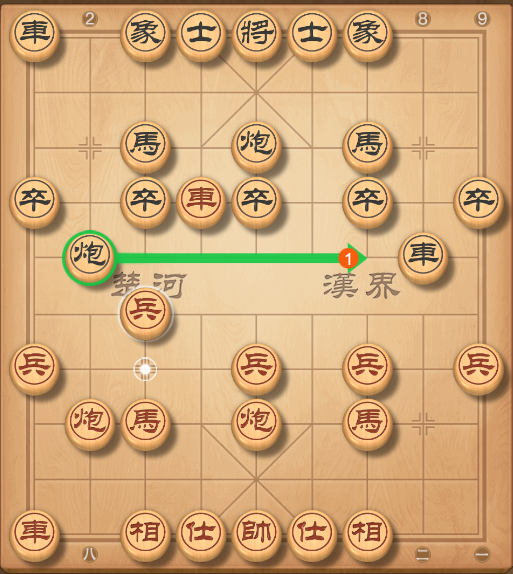 2 8 9
車 象 士 將 士 象
馬 炮 馬
卒 卒 車 卒 卒 卒
炮 1 車
楚河 漢界
兵
兵 兵 兵 兵
炮 馬 炮 馬
車 相 仕 帥 仕 相
八 二 一